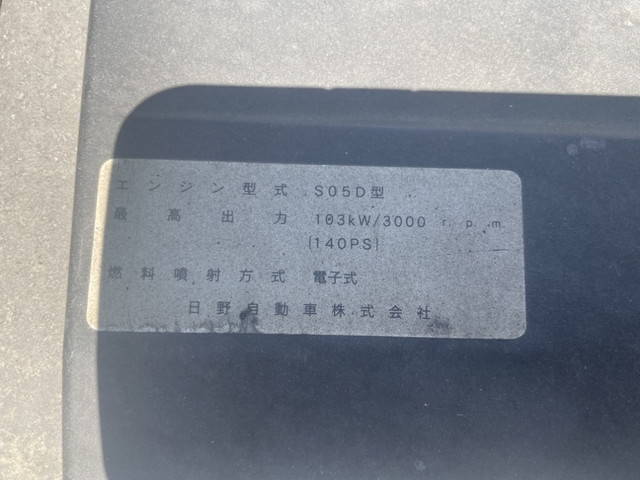 エンジン型式 S05D型
最高出力 103kW/3000 r.p.m.
(140PS)
燃料噴射方式 電子式
日野自動車株式会社